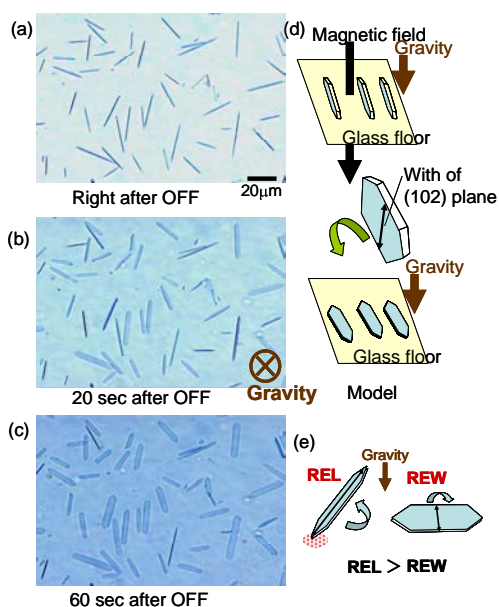 (a)
Right after OFF
20μm
(b)
20 sec after OFF
Gravity
(c)
60 sec after OFF
(d)
Magnetic field
Gravity
Glass floor
With of
(102) plane
Gravity
Glass floor
Model
(e)
Gravity
REL
REW
REL > REW